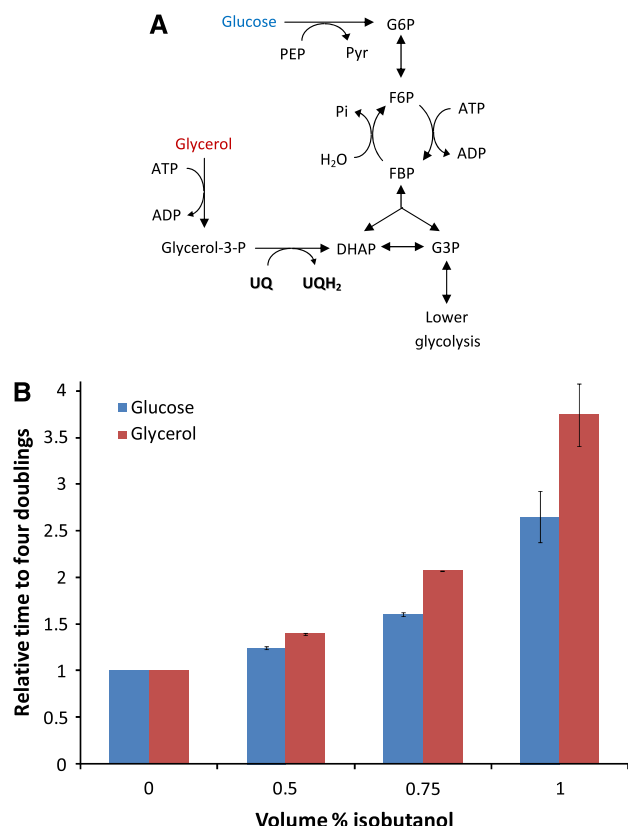 A
Glucose
G6P
PEP
Pyr
F6P
Pi
ATP
Glycerol
H₂O
ADP
ATP
FBP
ADP
Glycerol-3-P
DHAP
G3P
UQ
UQH₂
Lower
glycolysis
B
4
3.5
3
2.5
2
1.5
1
0.5
0
Relative time to four doublings
Glucose
Glycerol
0
0.5
0.75
1
Volume % isobutanol